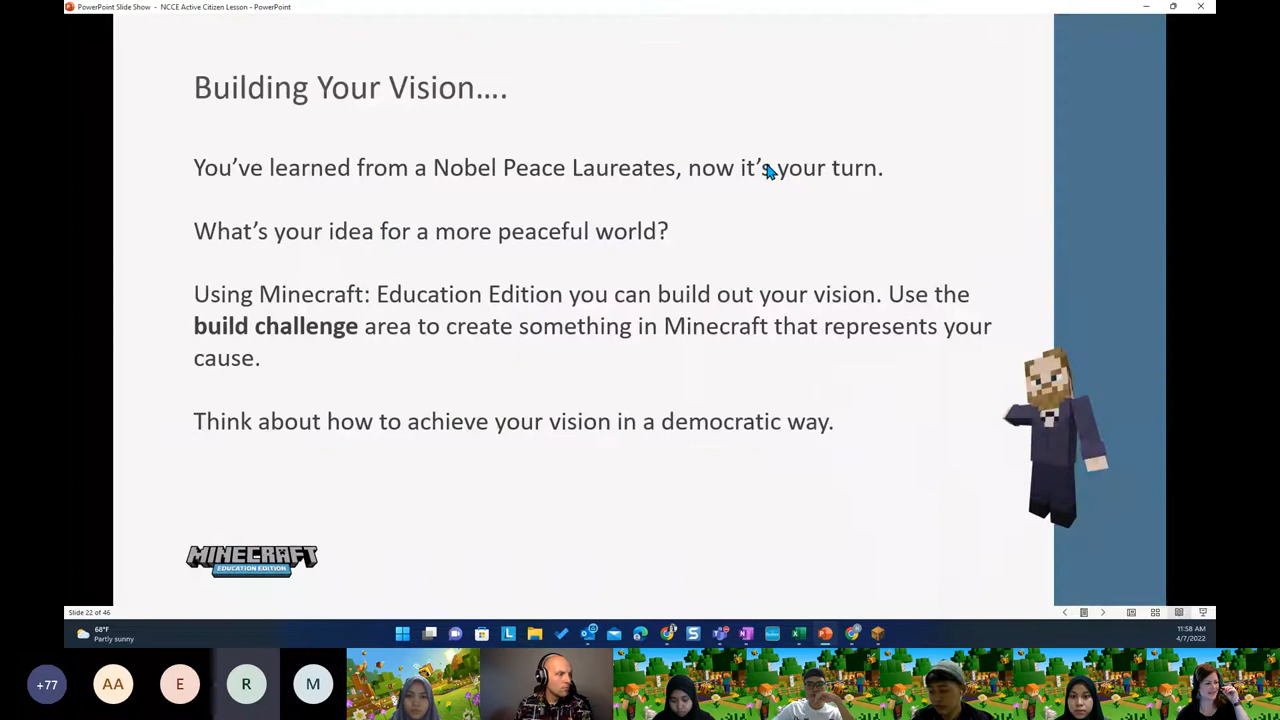 PowerPoint Slide Show - NCCE Active Citizen Lesson - PowerPoint
Building Your Vision….
You’ve learned from a Nobel Peace Laureates, now it’s your turn.
What’s your idea for a more peaceful world?
Using Minecraft: Education Edition you can build out your vision. Use the
build challenge area to create something in Minecraft that represents your
cause.
Think about how to achieve your vision in a democratic way.
MINECRAFT
EDUCATION EDITION
Slide 22 of 46
68°F
Partly sunny
11:58 AM
4/7/2022
+77
AA
E
R
M